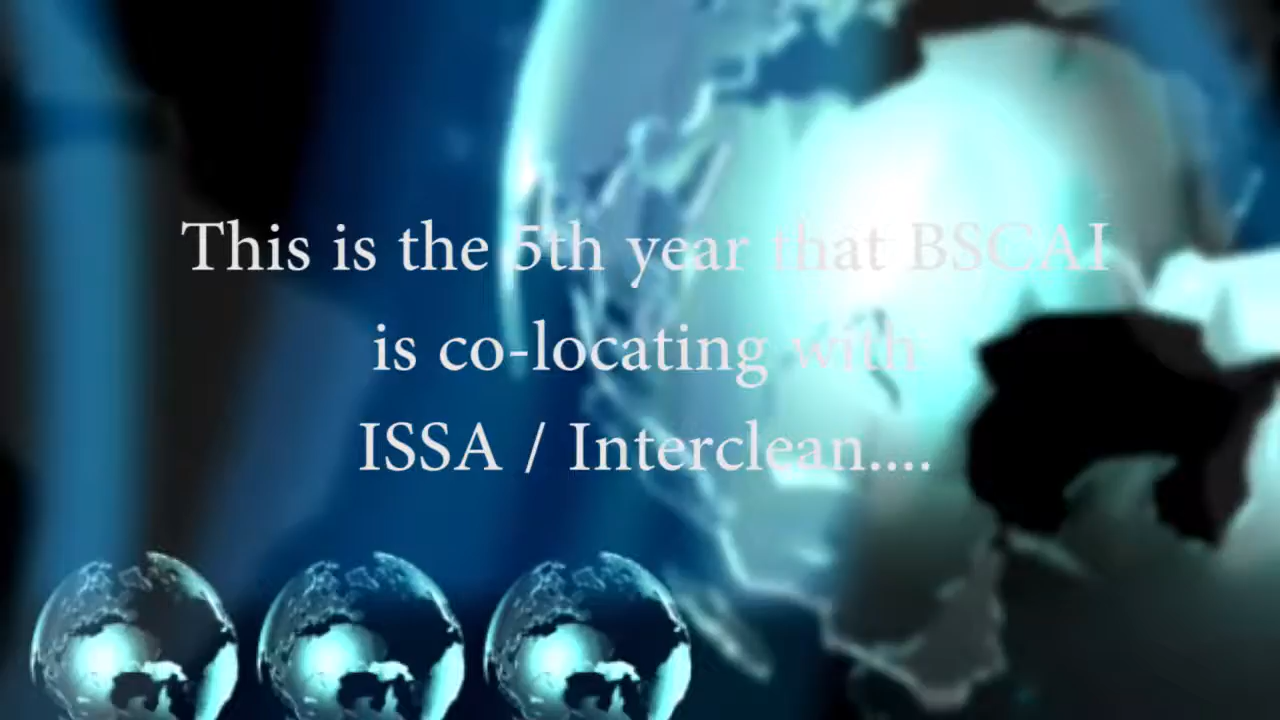 This is the 5th year that BSCAI
is co-locating with
ISSA / Interclean....